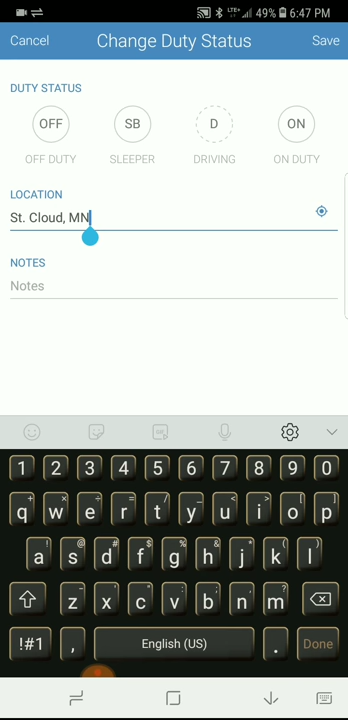 LTE+ 49% 6:47 PM
Cancel Change Duty Status Save
DUTY STATUS
OFF SB D ON
OFF DUTY SLEEPER DRIVING ON DUTY
LOCATION
St. Cloud, MN
NOTES
Notes
GIF
1 2 3 4 5 6 7 8 9 0
+ × ÷ = / _ < > [ ]
q w e r t y u i o p
! @ # $ % ^ & * ( )
a s d f g h j k l
- ' " : ; , ?
z x c v b n m
!#1 , English (US) . Done